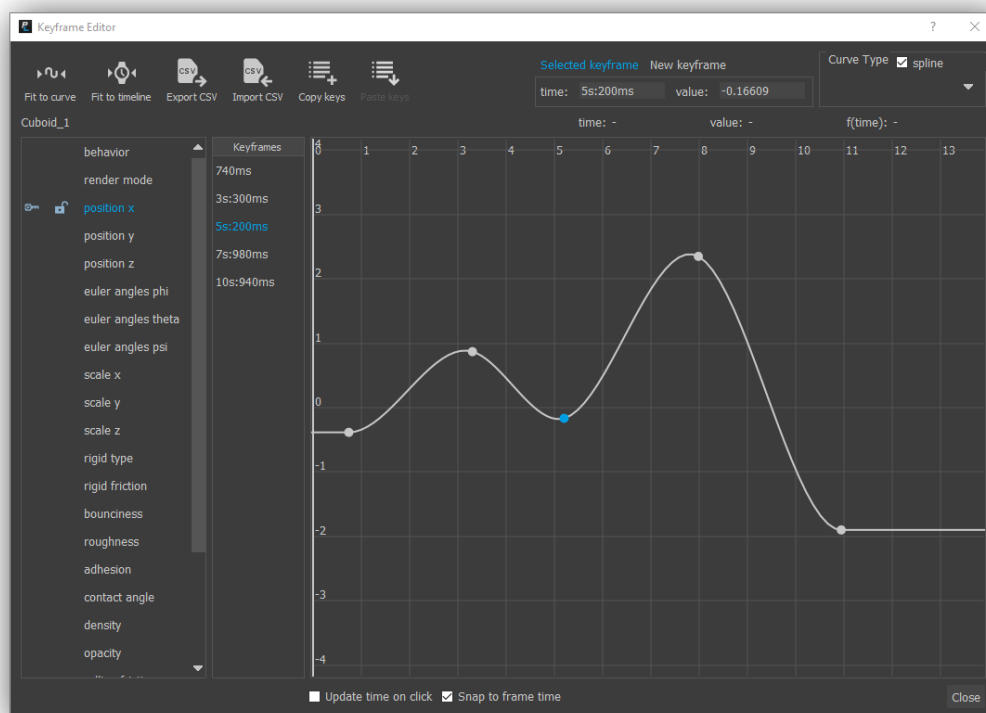 Keyframe Editor
?
Selected keyframe New keyframe
Curve Type spline
time: 5s:200ms value: -0.16609
CSV CSV
Fit to curve Fit to timeline Export CSV Import CSV Copy keys Paste keys
Cuboid_1
time: - value: - f(time): -
Keyframes
740ms
3s:300ms
5s:200ms
7s:980ms
10s:940ms
behavior
render mode
position x
position y
position z
euler angles phi
euler angles theta
euler angles psi
scale x
scale y
scale z
rigid type
rigid friction
bounciness
roughness
adhesion
contact angle
density
opacity
0 1 2 3 4 5 6 7 8 9 10 11 12 13
4
3
2
1
0
-1
-2
-3
-4
Update time on click Snap to frame time
Close